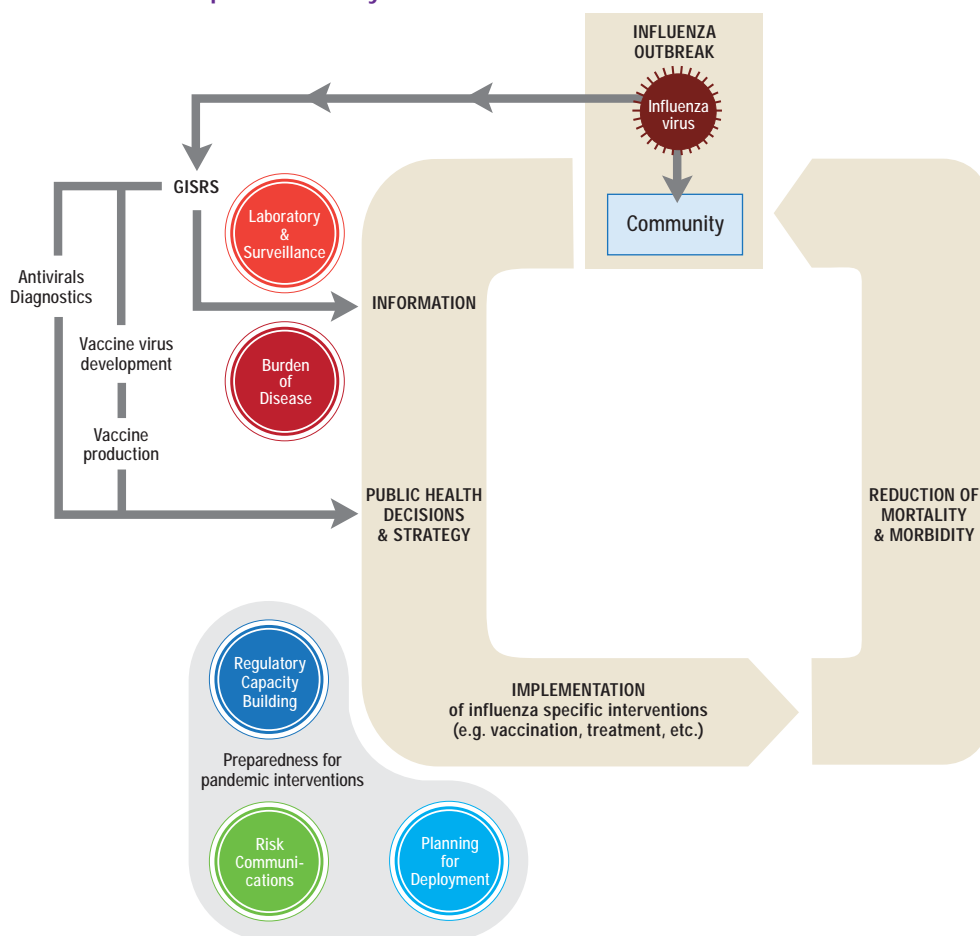 INFLUENZA
OUTBREAK
Influenza
virus
Community
GISRS
Laboratory
&
Surveillance
Antivirals
Diagnostics
INFORMATION
Vaccine virus
development
Burden
of
Disease
Vaccine
production
PUBLIC HEALTH
DECISIONS
& STRATEGY
REDUCTION OF
MORTALITY
& MORBIDITY
Regulatory
Capacity
Building
IMPLEMENTATION
of influenza specific interventions
(e.g. vaccination, treatment, etc.)
Preparedness for
pandemic interventions
Risk
Communi-
cations
Planning
for
Deployment